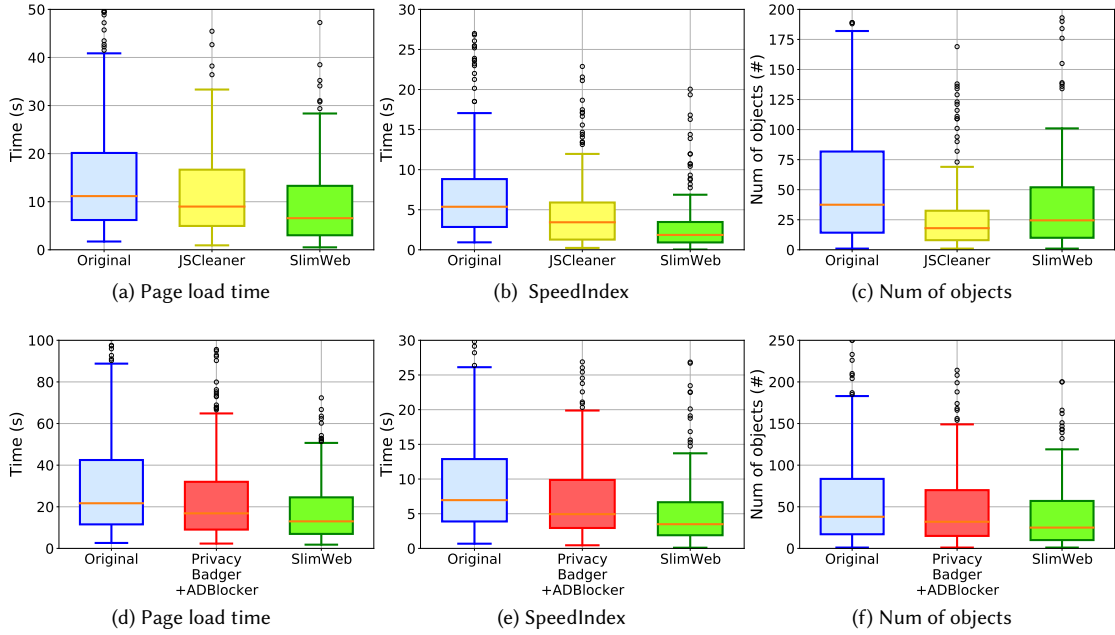 50
40
30
20
10
0
Time (s)
Original JSCleaner SlimWeb
(a) Page load time
30
25
20
15
10
5
0
Time (s)
Original JSCleaner SlimWeb
(b) SpeedIndex
200
175
150
125
100
75
50
25
0
Num of objects (#)
Original JSCleaner SlimWeb
(c) Num of objects
100
80
60
40
20
0
Time (s)
Original Privacy SlimWeb
Badger
+ADBlocker
(d) Page load time
30
25
20
15
10
5
0
Time (s)
Original Privacy SlimWeb
Badger
+ADBlocker
(e) SpeedIndex
250
200
150
100
50
0
Num of objects (#)
Original Privacy SlimWeb
Badger
+ADBlocker
(f) Num of objects